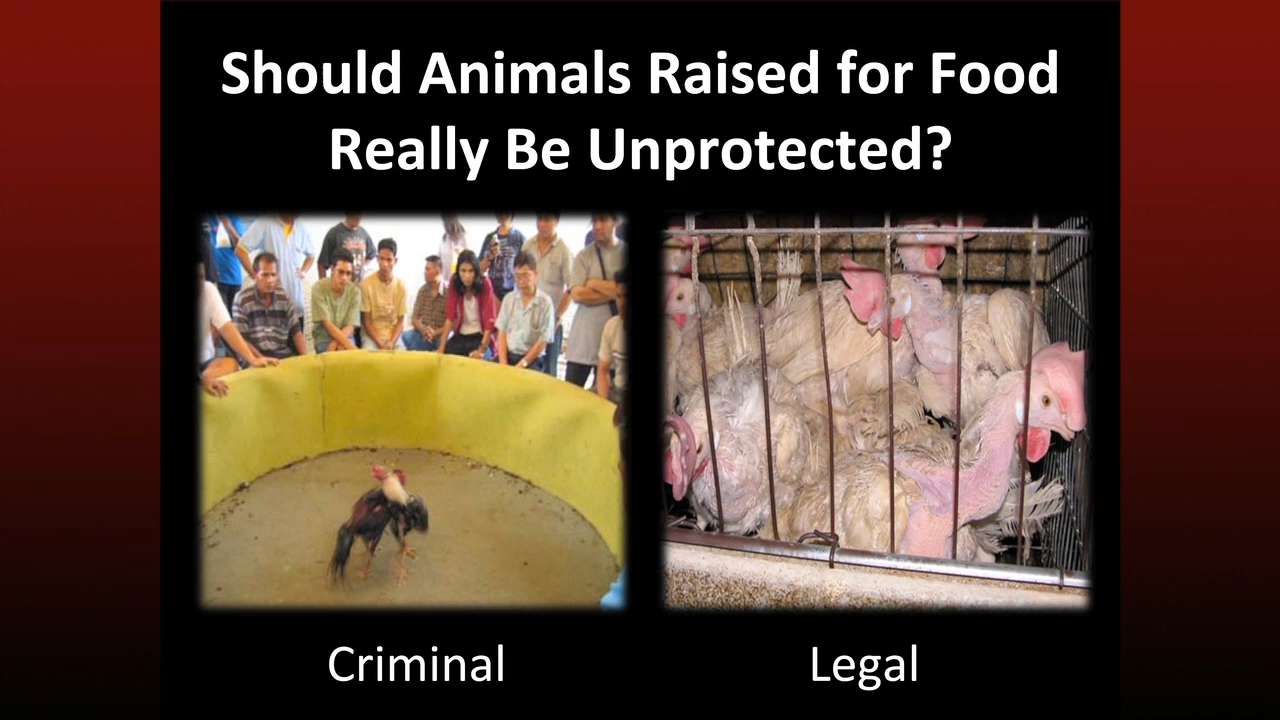 Should Animals Raised for Food
Really Be Unprotected?
Criminal
Legal